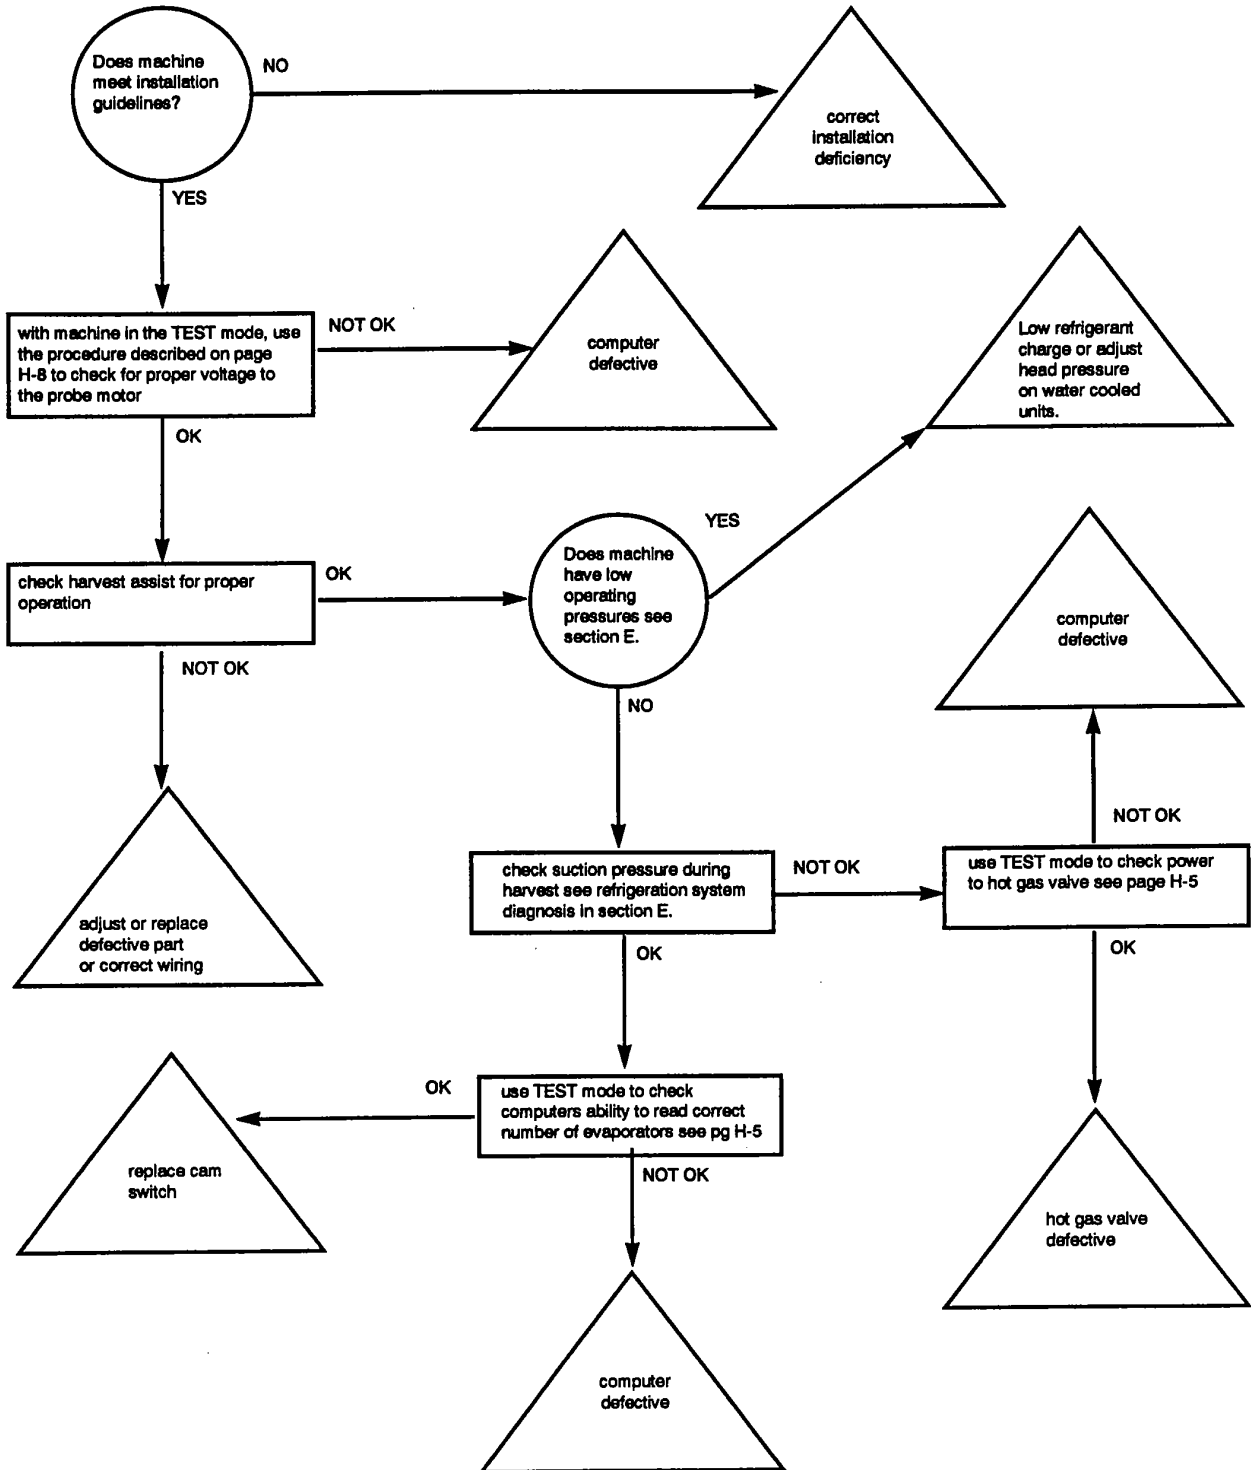 Does machine
meet installation
guidelines?
NO
correct
installation
deficiency
YES
with machine in the TEST mode, use
the procedure described on page
H-8 to check for proper voltage to
the probe motor
NOT OK
computer
defective
Low refrigerant
charge or adjust
head pressure
on water cooled
units.
OK
check harvest assist for proper
operation
OK
Does machine
have low
operating
pressures see
section E.
YES
computer
defective
NOT OK
NO
NOT OK
adjust or replace
defective part
or correct wiring
check suction pressure during
harvest see refrigeration system
diagnosis in section E.
NOT OK
use TEST mode to check power
to hot gas valve see page H-5
OK
OK
hot gas valve
defective
use TEST mode to check
computers ability to read correct
number of evaporators see pg H-5
OK
replace cam
switch
NOT OK
computer
defective